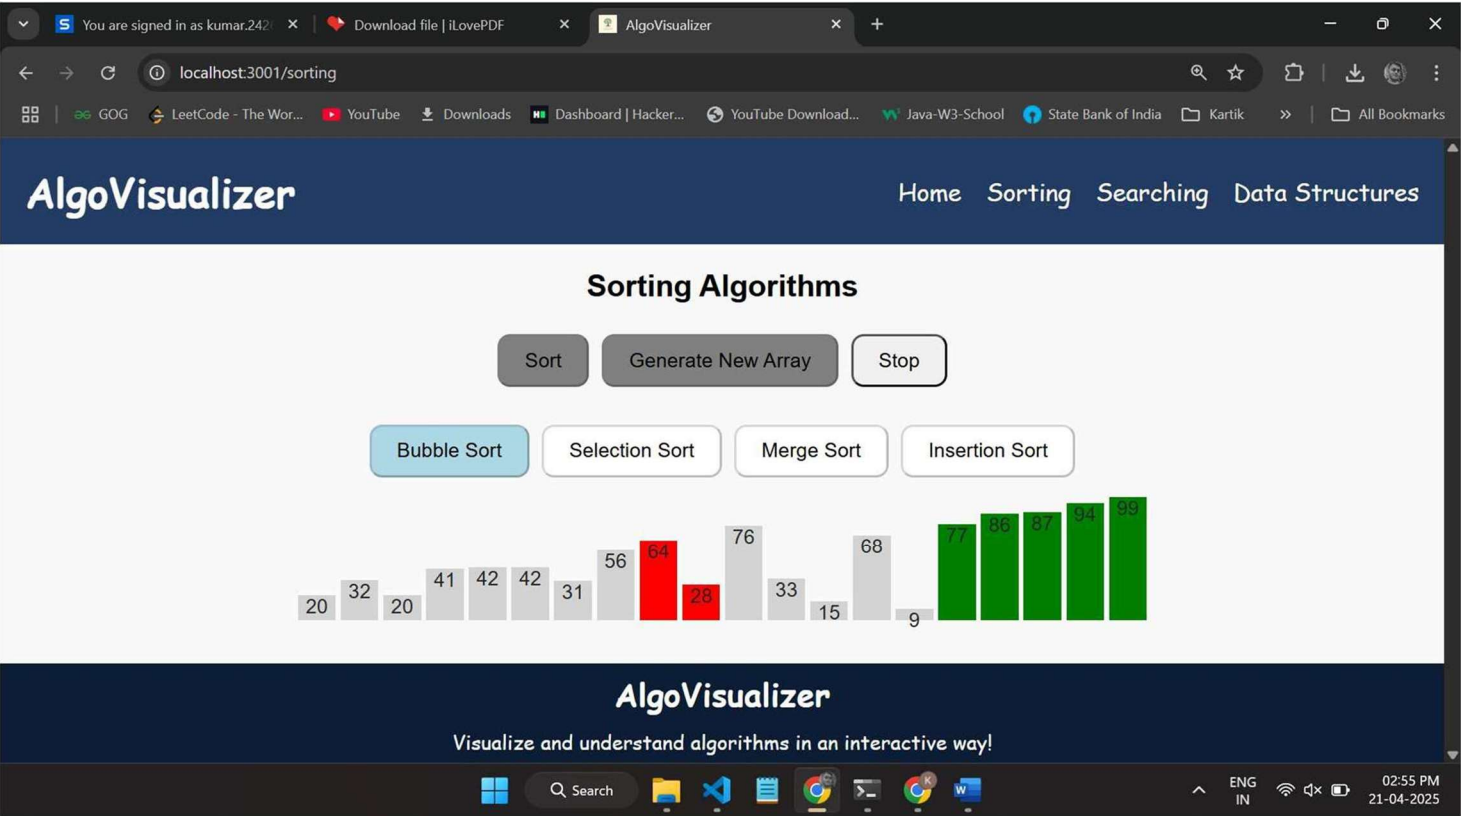 You are signed in as kumar.242
Download file | iLovePDF
AlgoVisualizer
localhost:3001/sorting
GOG LeetCode - The Wor... YouTube Downloads Dashboard | Hacker... YouTube Download... Java-W3-School State Bank of India Kartik » All Bookmarks
AlgoVisualizer Home Sorting Searching Data Structures
Sorting Algorithms
Sort Generate New Array Stop
Bubble Sort Selection Sort Merge Sort Insertion Sort
20 32 20 41 42 42 31 56 64 28 76 33 15 68 9 77 86 87 94 99
AlgoVisualizer
Visualize and understand algorithms in an interactive way!
Search
ENG
IN
02:55 PM
21-04-2025